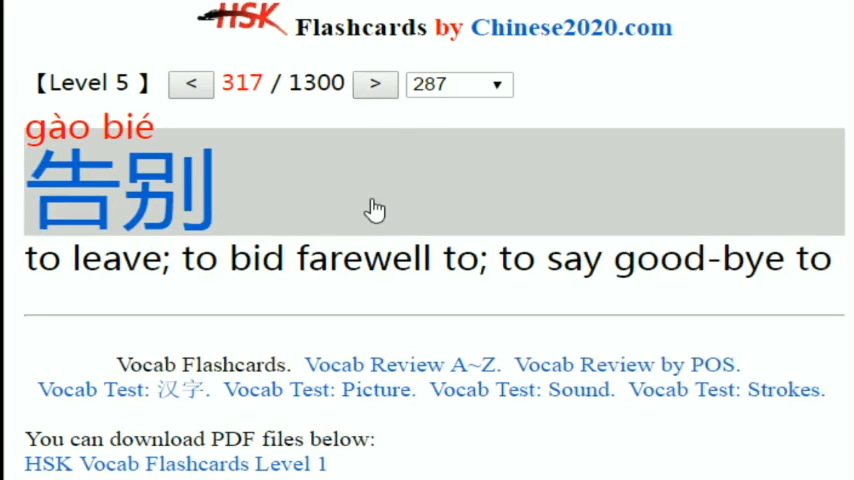 HSK Flashcards by Chinese2020.com
【Level 5 】 < 317 / 1300 > 287
gào bié
告别
to leave; to bid farewell to; to say good-bye to
Vocab Flashcards. Vocab Review A~Z. Vocab Review by POS.
Vocab Test: 汉字. Vocab Test: Picture. Vocab Test: Sound. Vocab Test: Strokes.
You can download PDF files below:
HSK Vocab Flashcards Level 1